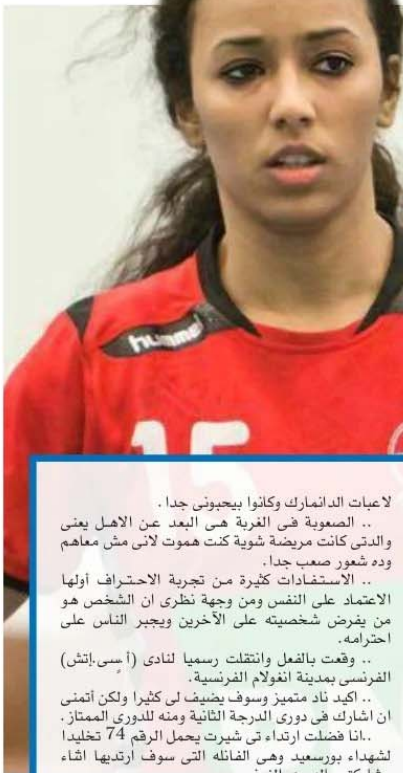 hummel
15
لاعبات الدانمارك وكانوا بيحبونى جدا .
.. الصعوبة فى الغربة هى البعد عن الاهل يعنى
والدتى كانت مريضة شوية كنت هموت لانى مش معاهم
وده شعور صعب جدا .
.. الاستفادات كثيرة من تجربة الاحتراف أولها
الاعتماد على النفس ومن وجهة نظرى ان الشخص هو
من يفرض شخصيته على الآخرين ويجبر الناس على
احترامه .
.. وقعت بالفعل وانتقلت رسميا لنادى (أ سى.إتش)
الفرنسى بمدينة انغولام الفرنسية .
.. اكيد ناد متميز وسوف يضيف لى كثيرا ولكن أتمنى
ان اشارك فى دورى الدرجة الثانية ومنه للدورى الممتاز .
..انا فضلت ارتداء تى شيرت يحمل الرقم 74 تخليدا
لشهداء بورسعيد وهى الفانله التى سوف ارتديها اثناء